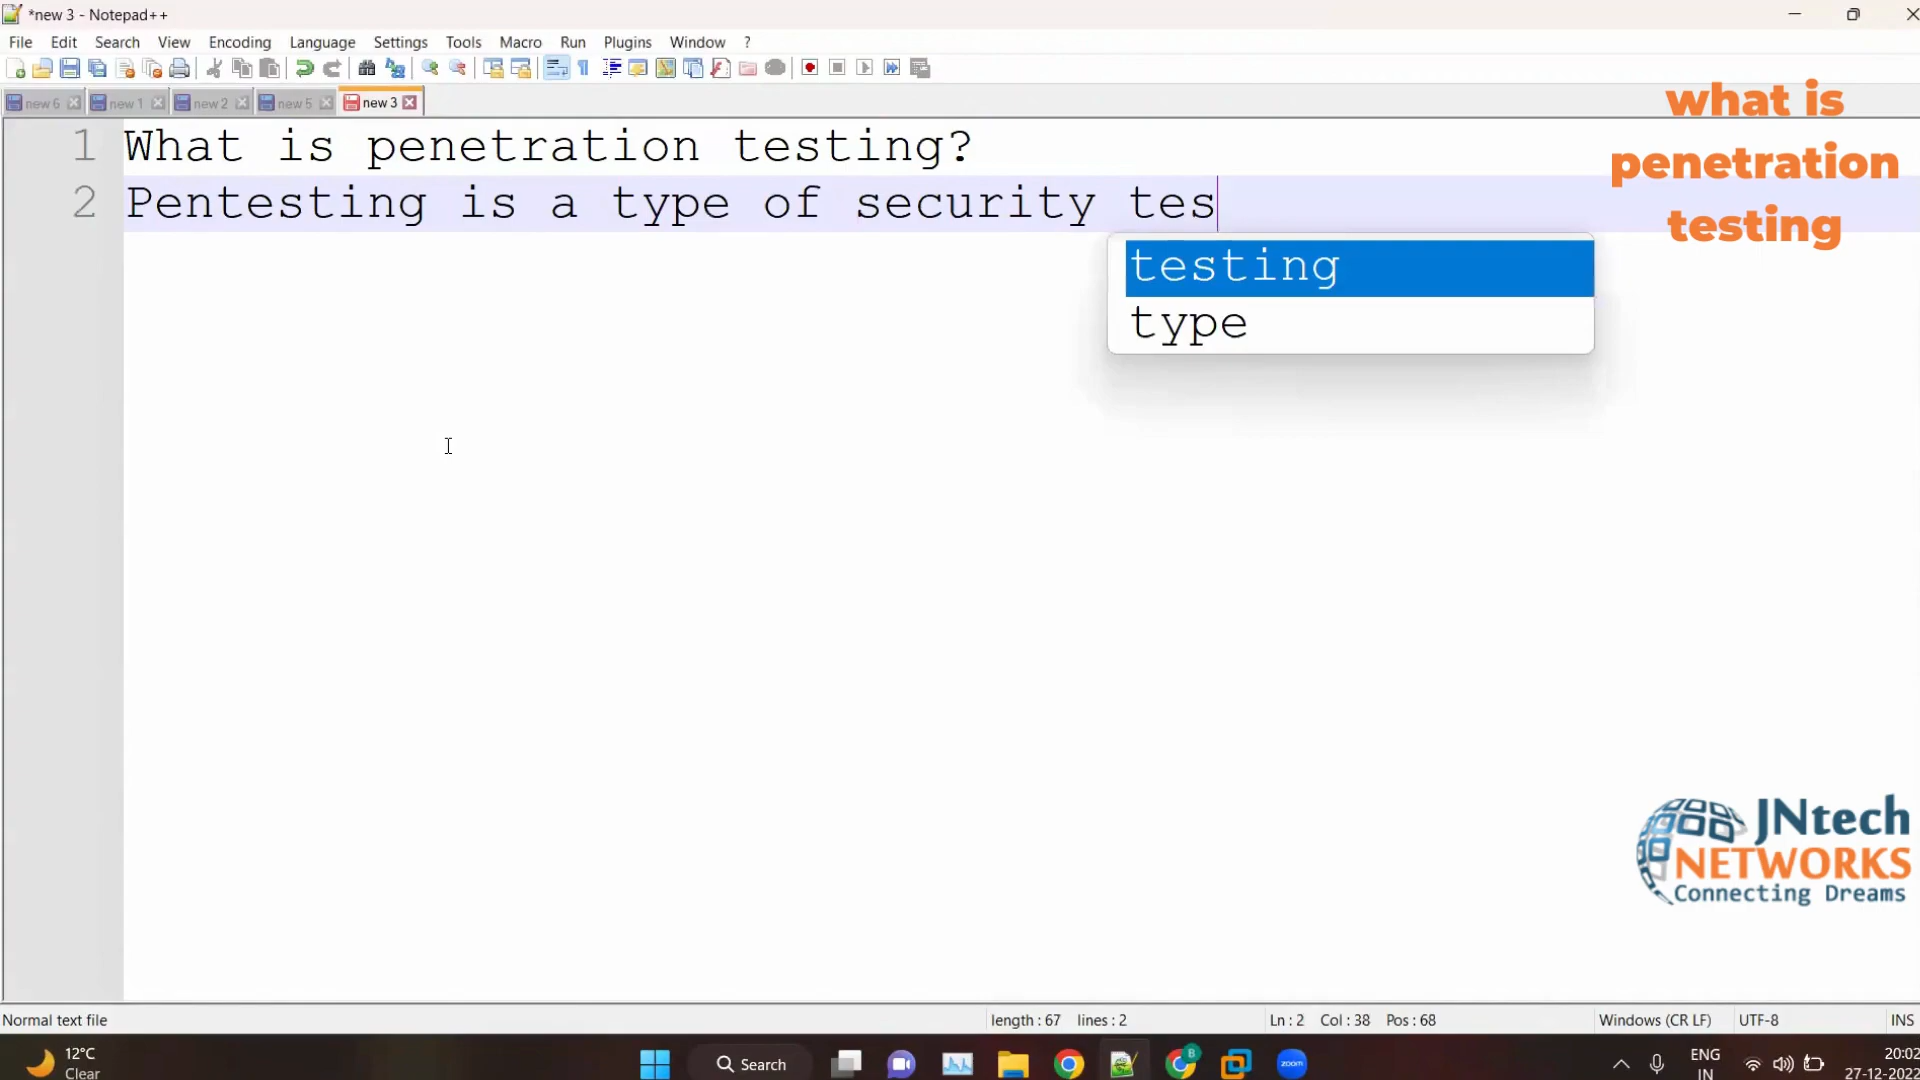 *new 3 - Notepad++
File Edit Search View Encoding Language Settings Tools Macro Run Plugins Window ?
new 6 new 1 new 2 new 5 new 3
what is
penetration
testing
1 What is penetration testing?
2 Pentesting is a type of security tes
testing
type
JNtech
NETWORKS
Connecting Dreams
Normal text file length : 67 lines : 2 Ln : 2 Col : 38 Pos : 68 Windows (CR LF) UTF-8 INS
12°C
Clear
Search
B
zoom
ENG
IN
20:02
27-12-2022